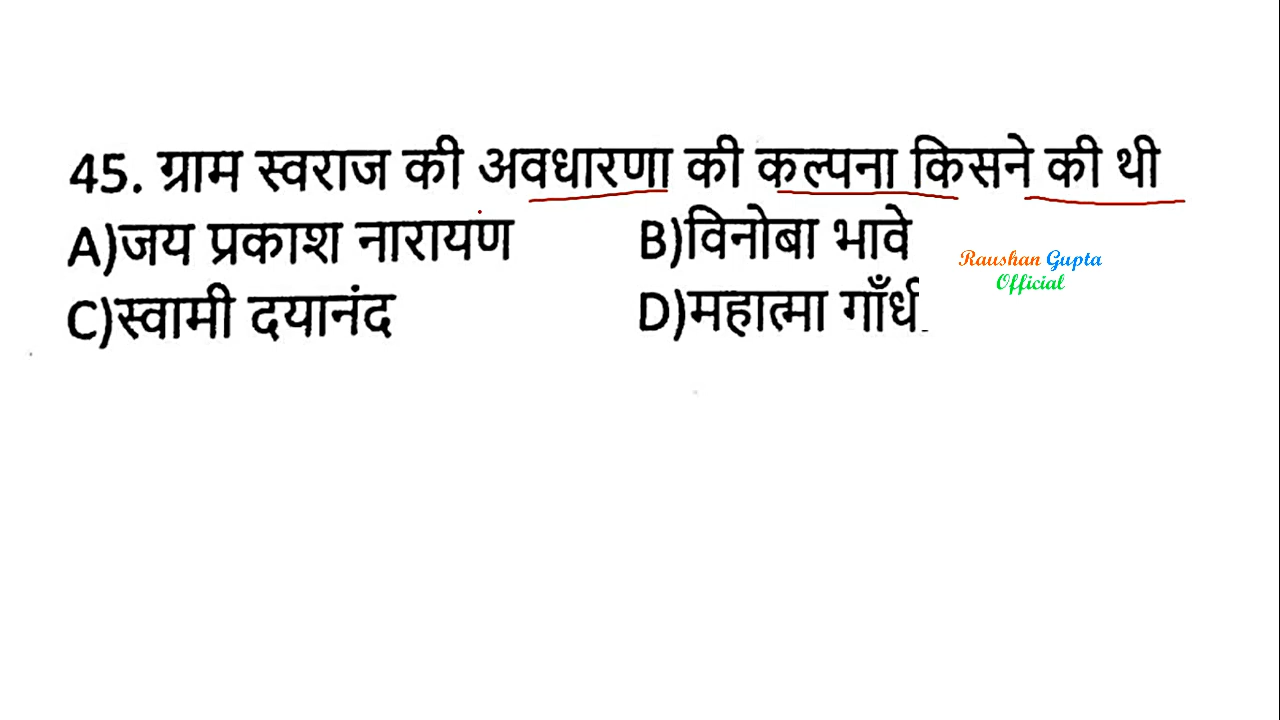 45. ग्राम स्वराज की अवधारणा की कल्पना किसने की थी
A)जय प्रकाश नारायण B)विनोबा भावे
Raushan Gupta
Official
C)स्वामी दयानंद D)महात्मा गाँधी